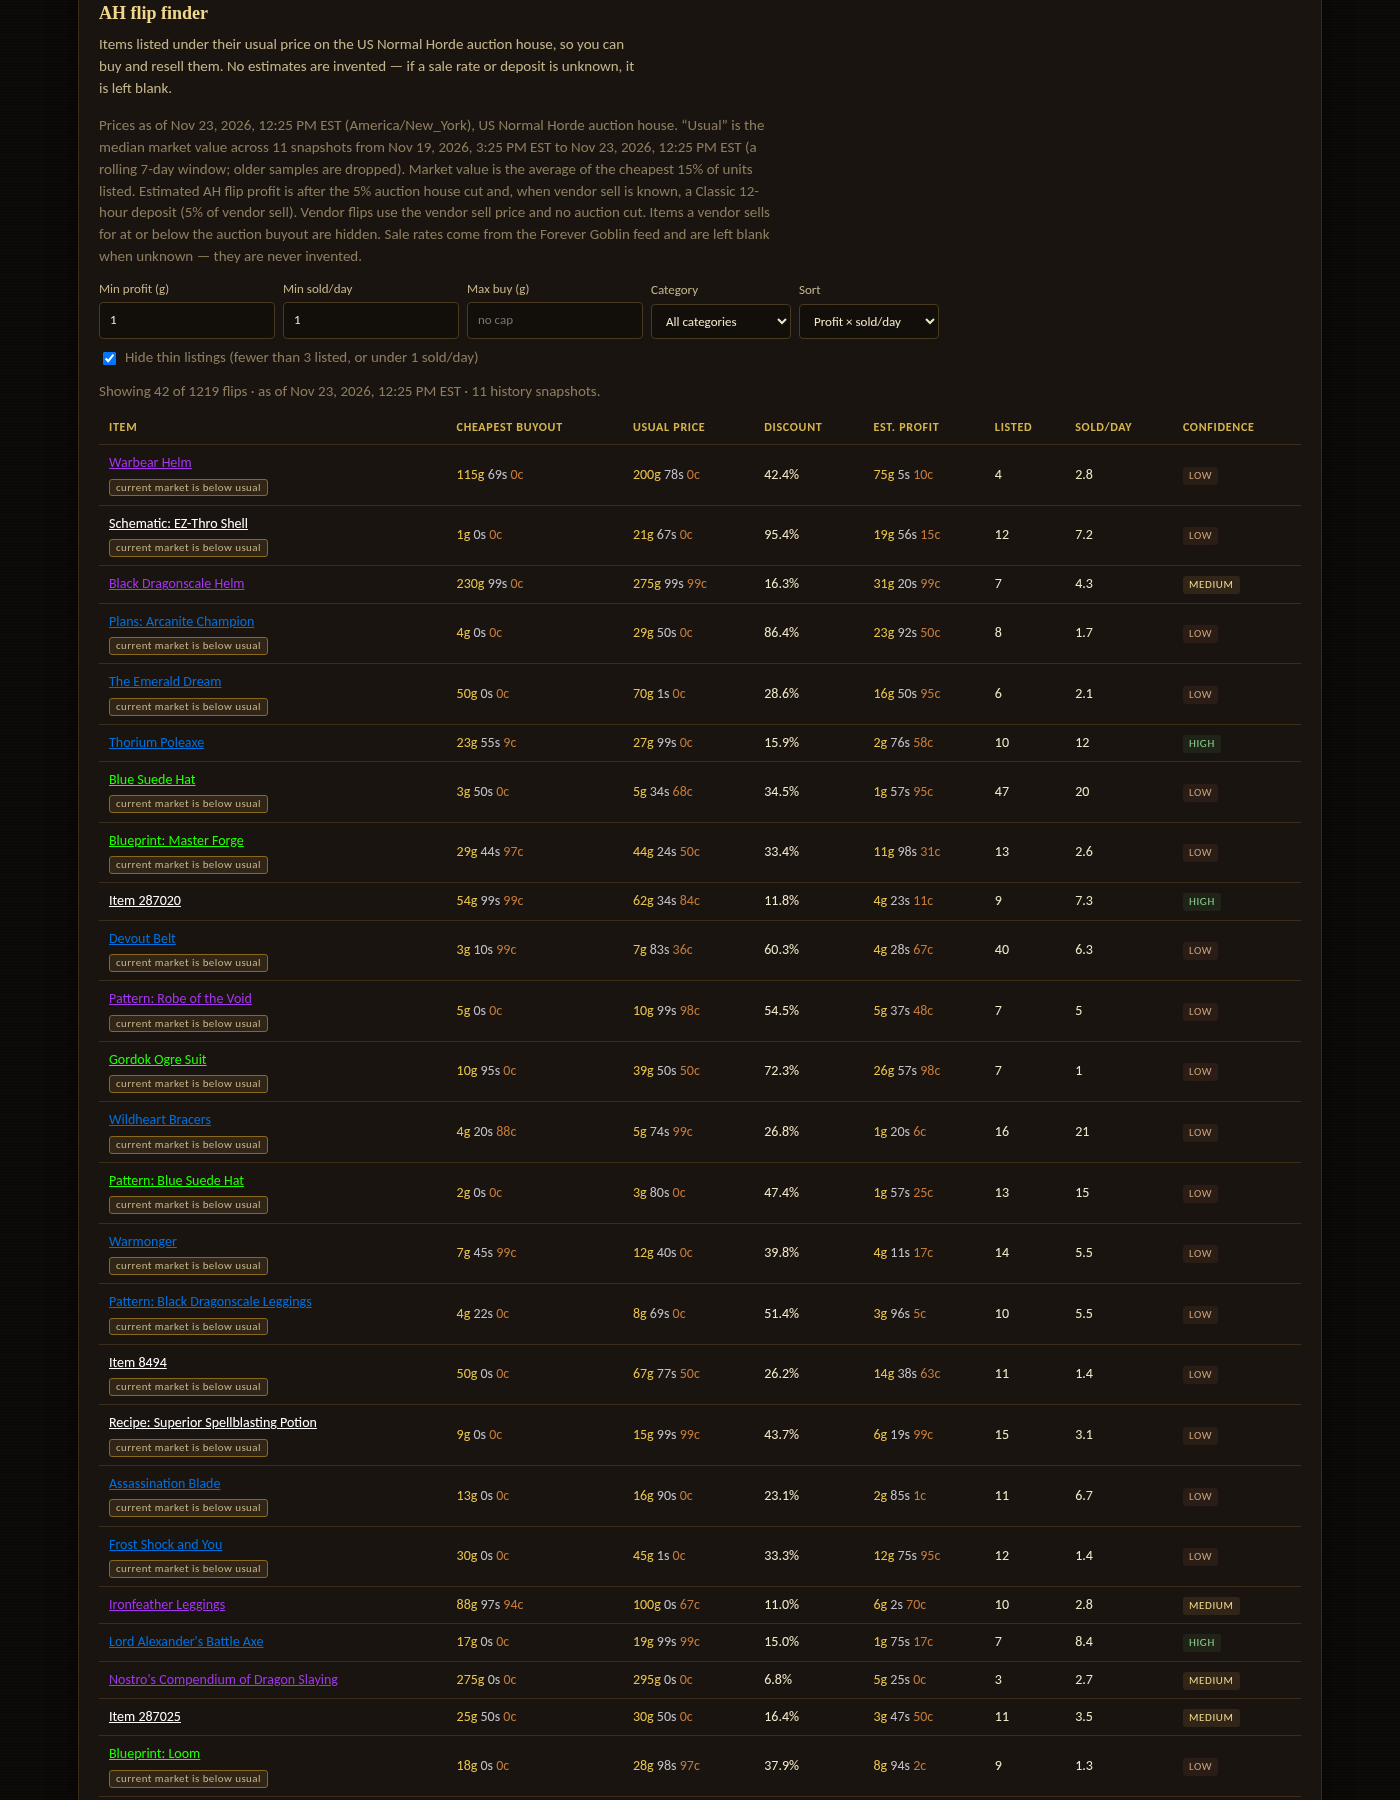 AH flip finder
Items listed under their usual price on the US Normal Horde auction house, so you can
buy and resell them. No estimates are invented — if a sale rate or deposit is unknown, it
is left blank.
Prices as of Nov 23, 2026, 12:25 PM EST (America/New_York), US Normal Horde auction house. “Usual” is the
median market value across 11 snapshots from Nov 19, 2026, 3:25 PM EST to Nov 23, 2026, 12:25 PM EST (a
rolling 7-day window; older samples are dropped). Market value is the average of the cheapest 15% of units
listed. Estimated AH flip profit is after the 5% auction house cut and, when vendor sell is known, a Classic 12-
hour deposit (5% of vendor sell). Vendor flips use the vendor sell price and no auction cut. Items a vendor sells
for at or below the auction buyout are hidden. Sale rates come from the Forever Goblin feed and are left blank
when unknown — they are never invented.
Min profit (g) Min sold/day Max buy (g) Category Sort
1 1 no cap All categories Profit × sold/day
Hide thin listings (fewer than 3 listed, or under 1 sold/day)
Showing 42 of 1219 flips · as of Nov 23, 2026, 12:25 PM EST · 11 history snapshots.
ITEM CHEAPEST BUYOUT USUAL PRICE DISCOUNT EST. PROFIT LISTED SOLD/DAY CONFIDENCE
Warbear Helm
current market is below usual
115g 69s 0c 200g 78s 0c 42.4% 75g 5s 10c 4 2.8 LOW
Schematic: EZ-Thro Shell
current market is below usual
1g 0s 0c 21g 67s 0c 95.4% 19g 56s 15c 12 7.2 LOW
Black Dragonscale Helm 230g 99s 0c 275g 99s 99c 16.3% 31g 20s 99c 7 4.3 MEDIUM
Plans: Arcanite Champion
current market is below usual
4g 0s 0c 29g 50s 0c 86.4% 23g 92s 50c 8 1.7 LOW
The Emerald Dream
current market is below usual
50g 0s 0c 70g 1s 0c 28.6% 16g 50s 95c 6 2.1 LOW
Thorium Poleaxe 23g 55s 9c 27g 99s 0c 15.9% 2g 76s 58c 10 12 HIGH
Blue Suede Hat
current market is below usual
3g 50s 0c 5g 34s 68c 34.5% 1g 57s 95c 47 20 LOW
Blueprint: Master Forge
current market is below usual
29g 44s 97c 44g 24s 50c 33.4% 11g 98s 31c 13 2.6 LOW
Item 287020 54g 99s 99c 62g 34s 84c 11.8% 4g 23s 11c 9 7.3 HIGH
Devout Belt
current market is below usual
3g 10s 99c 7g 83s 36c 60.3% 4g 28s 67c 40 6.3 LOW
Pattern: Robe of the Void
current market is below usual
5g 0s 0c 10g 99s 98c 54.5% 5g 37s 48c 7 5 LOW
Gordok Ogre Suit
current market is below usual
10g 95s 0c 39g 50s 50c 72.3% 26g 57s 98c 7 1 LOW
Wildheart Bracers
current market is below usual
4g 20s 88c 5g 74s 99c 26.8% 1g 20s 6c 16 21 LOW
Pattern: Blue Suede Hat
current market is below usual
2g 0s 0c 3g 80s 0c 47.4% 1g 57s 25c 13 15 LOW
Warmonger
current market is below usual
7g 45s 99c 12g 40s 0c 39.8% 4g 11s 17c 14 5.5 LOW
Pattern: Black Dragonscale Leggings
current market is below usual
4g 22s 0c 8g 69s 0c 51.4% 3g 96s 5c 10 5.5 LOW
Item 8494
current market is below usual
50g 0s 0c 67g 77s 50c 26.2% 14g 38s 63c 11 1.4 LOW
Recipe: Superior Spellblasting Potion
current market is below usual
9g 0s 0c 15g 99s 99c 43.7% 6g 19s 99c 15 3.1 LOW
Assassination Blade
current market is below usual
13g 0s 0c 16g 90s 0c 23.1% 2g 85s 1c 11 6.7 LOW
Frost Shock and You
current market is below usual
30g 0s 0c 45g 1s 0c 33.3% 12g 75s 95c 12 1.4 LOW
Ironfeather Leggings 88g 97s 94c 100g 0s 67c 11.0% 6g 2s 70c 10 2.8 MEDIUM
Lord Alexander's Battle Axe 17g 0s 0c 19g 99s 99c 15.0% 1g 75s 17c 7 8.4 HIGH
Nostro's Compendium of Dragon Slaying 275g 0s 0c 295g 0s 0c 6.8% 5g 25s 0c 3 2.7 MEDIUM
Item 287025 25g 50s 0c 30g 50s 0c 16.4% 3g 47s 50c 11 3.5 MEDIUM
Blueprint: Loom
current market is below usual
18g 0s 0c 28g 98s 97c 37.9% 8g 94s 2c 9 1.3 LOW